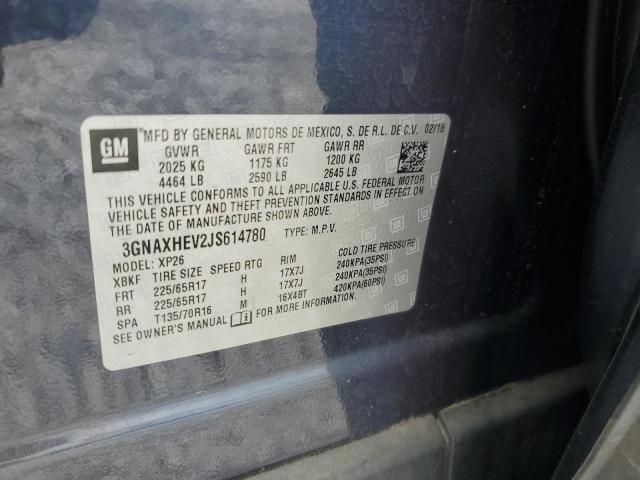 GM MFD BY GENERAL MOTORS DE MEXICO, S. DE R.L. DE C.V. 02/18
GVWR GAWR FRT GAWR RR
2025 KG 1175 KG 1200 KG
4464 LB 2590 LB 2645 LB
THIS VEHICLE CONFORMS TO ALL APPLICABLE U.S. FEDERAL MOTOR
VEHICLE SAFETY AND THEFT PREVENTION STANDARDS IN EFFECT ON
THE DATE OF MANUFACTURE SHOWN ABOVE.
3GNAXHEV2JS614780 TYPE: M.P.V.
MODEL: XP26
XBKF TIRE SIZE SPEED RTG RIM COLD TIRE PRESSURE
FRT 225/65R17 H 17X7J 240KPA(35PSI)
RR 225/65R17 H 17X7J 240KPA(35PSI)
SPA T135/70R16 M 16X4BT 420KPA(60PSI)
SEE OWNER'S MANUAL FOR MORE INFORMATION.